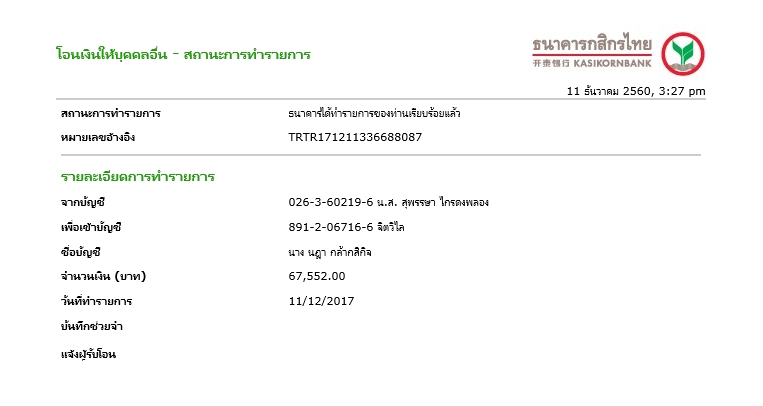 โอนเงินให้บุคคลอื่น - สถานะการทำรายการ
ธนาคารกสิกรไทย
开泰银行 KASIKORNBANK
11 ธันวาคม 2560, 3:27 pm
สถานะการทำรายการ ธนาคารได้ทำรายการของท่านเรียบร้อยแล้ว
หมายเลขอ้างอิง TRTR171211336688087
รายละเอียดการทำรายการ
จากบัญชี 026-3-60219-6 น.ส. สุพรรษา ไกรดงพลอง
เพื่อเข้าบัญชี 891-2-06716-6 จิตวิไล
ชื่อบัญชี นาง นฎา กล้ากสิกิจ
จำนวนเงิน (บาท) 67,552.00
วันที่ทำรายการ 11/12/2017
บันทึกช่วยจำ
แจ้งผู้รับโอน